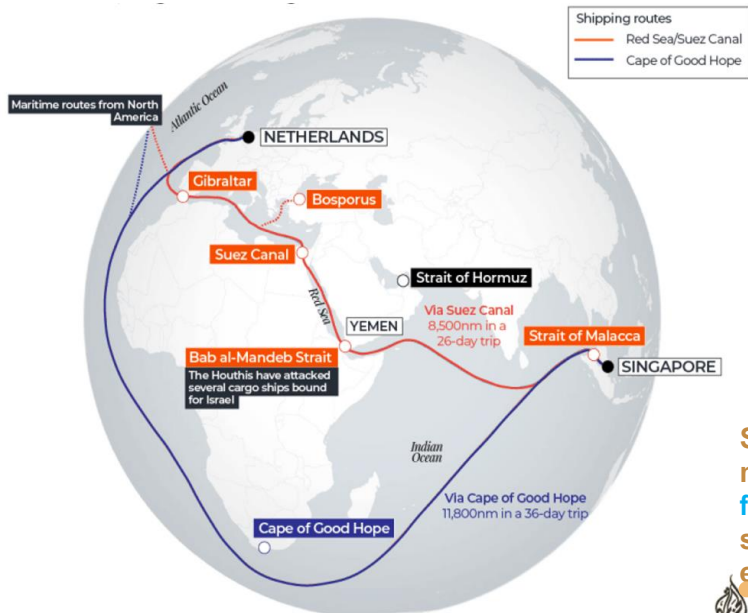 Shipping routes
Red Sea/Suez Canal
Cape of Good Hope
Maritime routes from North
America
Atlantic Ocean
NETHERLANDS
Gibraltar
Bosporus
Suez Canal
Strait of Hormuz
Red Sea
Via Suez Canal
8,500nm in a
26-day trip
YEMEN
Strait of Malacca
Bab al-Mandeb Strait
The Houthis have attacked
several cargo ships bound
for Israel
SINGAPORE
Indian
Ocean
Via Cape of Good Hope
11,800nm in a 36-day trip
Cape of Good Hope